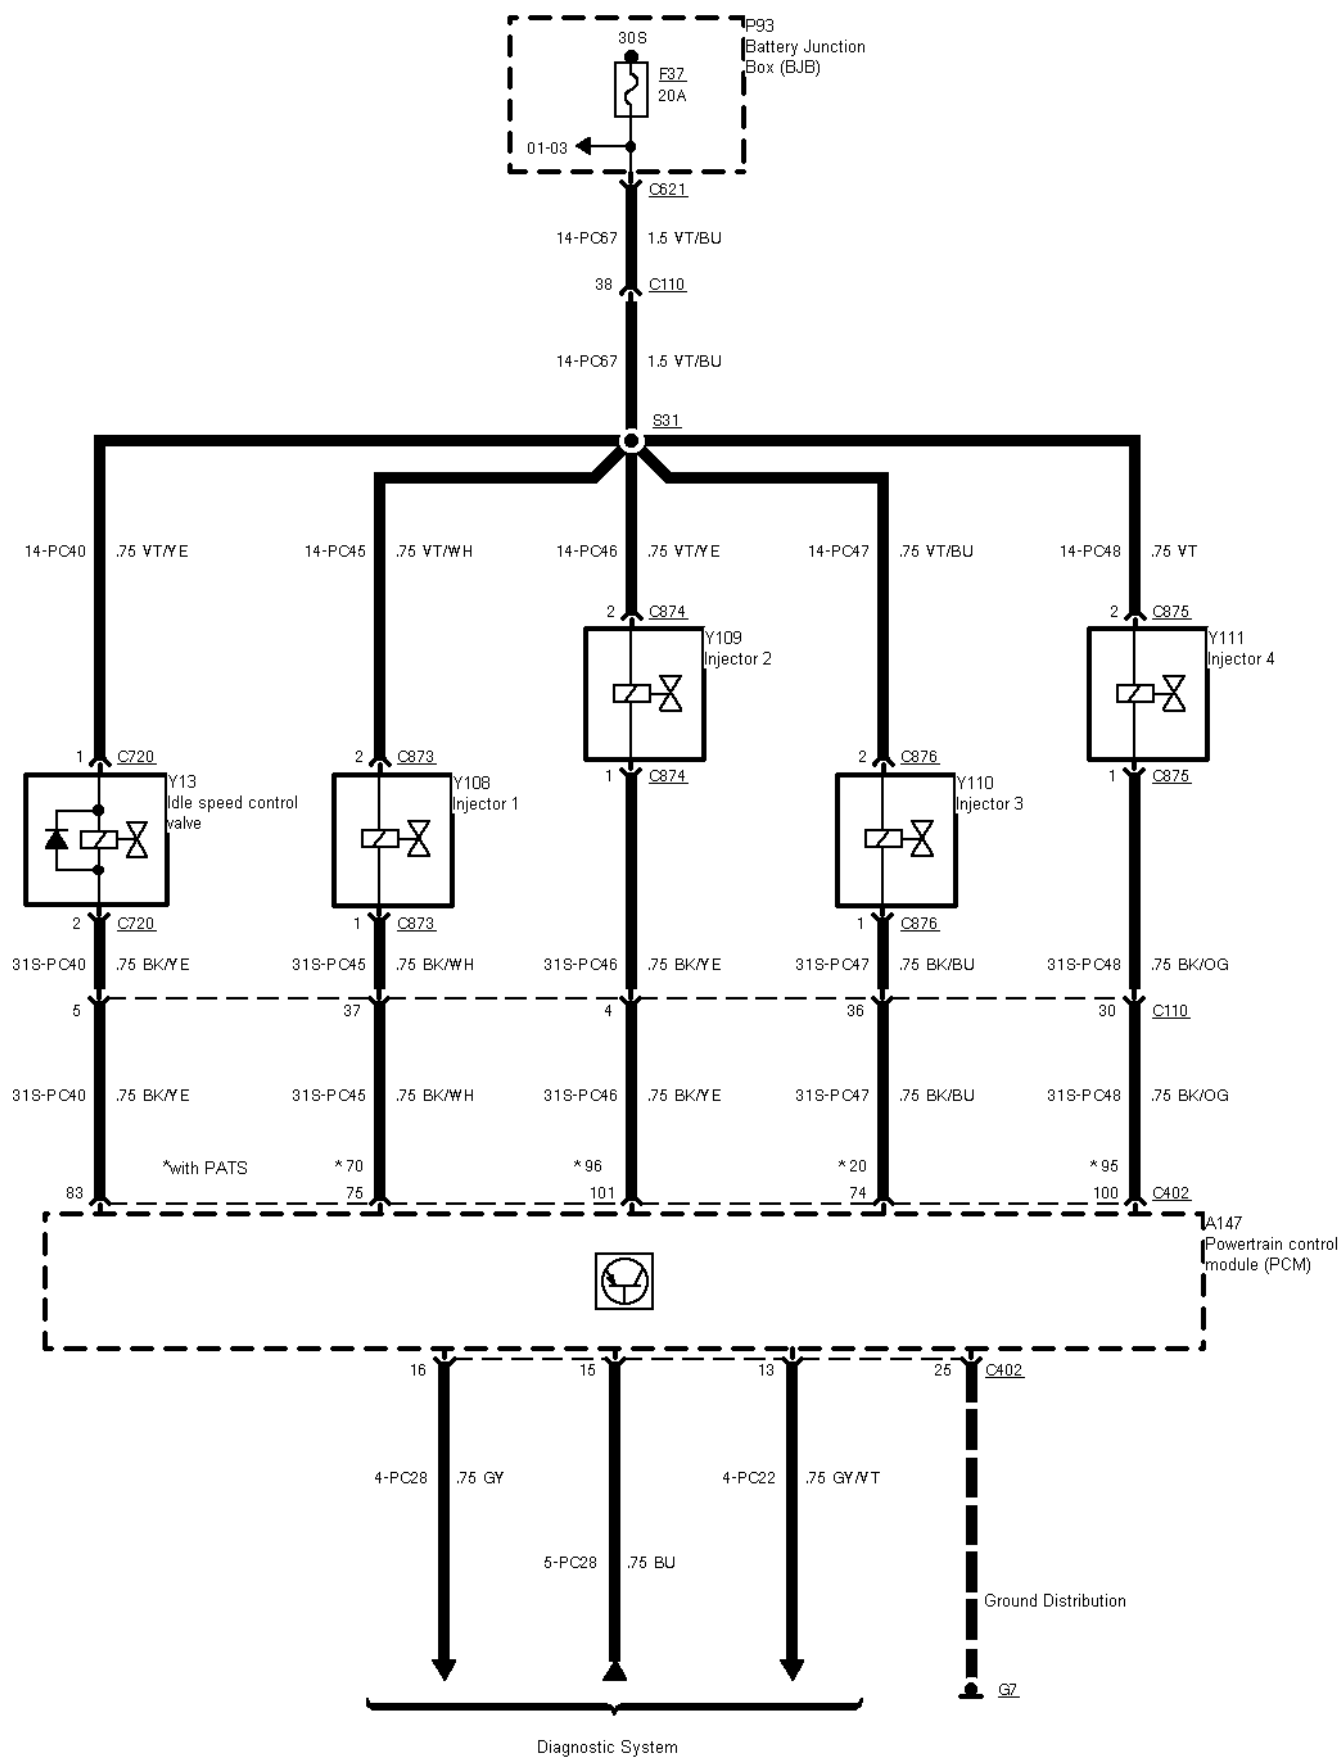 P93
Battery Junction
Box (BJB)
30S
F37
20A
01-03
C621
14-PC67 1.5 VT/BU
38 C110
14-PC67 1.5 VT/BU
S31
14-PC40 .75 VT/YE 14-PC45 .75 VT/WH 14-PC46 .75 VT/YE 14-PC47 .75 VT/BU 14-PC48 .75 VT
2 C874 2 C875
Y109
Injector 2
Y111
Injector 4
1 C720 2 C873 1 C874 2 C876 1 C875
Y13
Idle speed control
valve
Y108
Injector 1
Y110
Injector 3
2 C720 1 C873 1 C876
31S-PC40 .75 BK/YE 31S-PC45 .75 BK/WH 31S-PC46 .75 BK/YE 31S-PC47 .75 BK/BU 31S-PC48 .75 BK/OG
5 37 4 36 30 C110
31S-PC40 .75 BK/YE 31S-PC45 .75 BK/WH 31S-PC46 .75 BK/YE 31S-PC47 .75 BK/BU 31S-PC48 .75 BK/OG
*with PATS *70 *96 *20 *95
83 75 101 74 100 C402
A147
Powertrain control
module (PCM)
16 15 13 25 C402
4-PC28 .75 GY 4-PC22 .75 GY/VT
5-PC28 .75 BU
Ground Distribution
G7
Diagnostic System